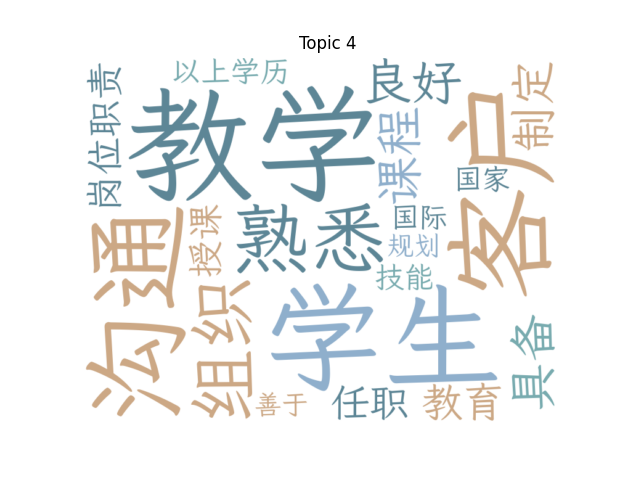 Topic 4
以上学历
良好
岗位职责
教学
课程
客户
制定
国家
沟通
授课
熟悉
国际
规划
技能
组织
学生
具备
善于
任职
教育